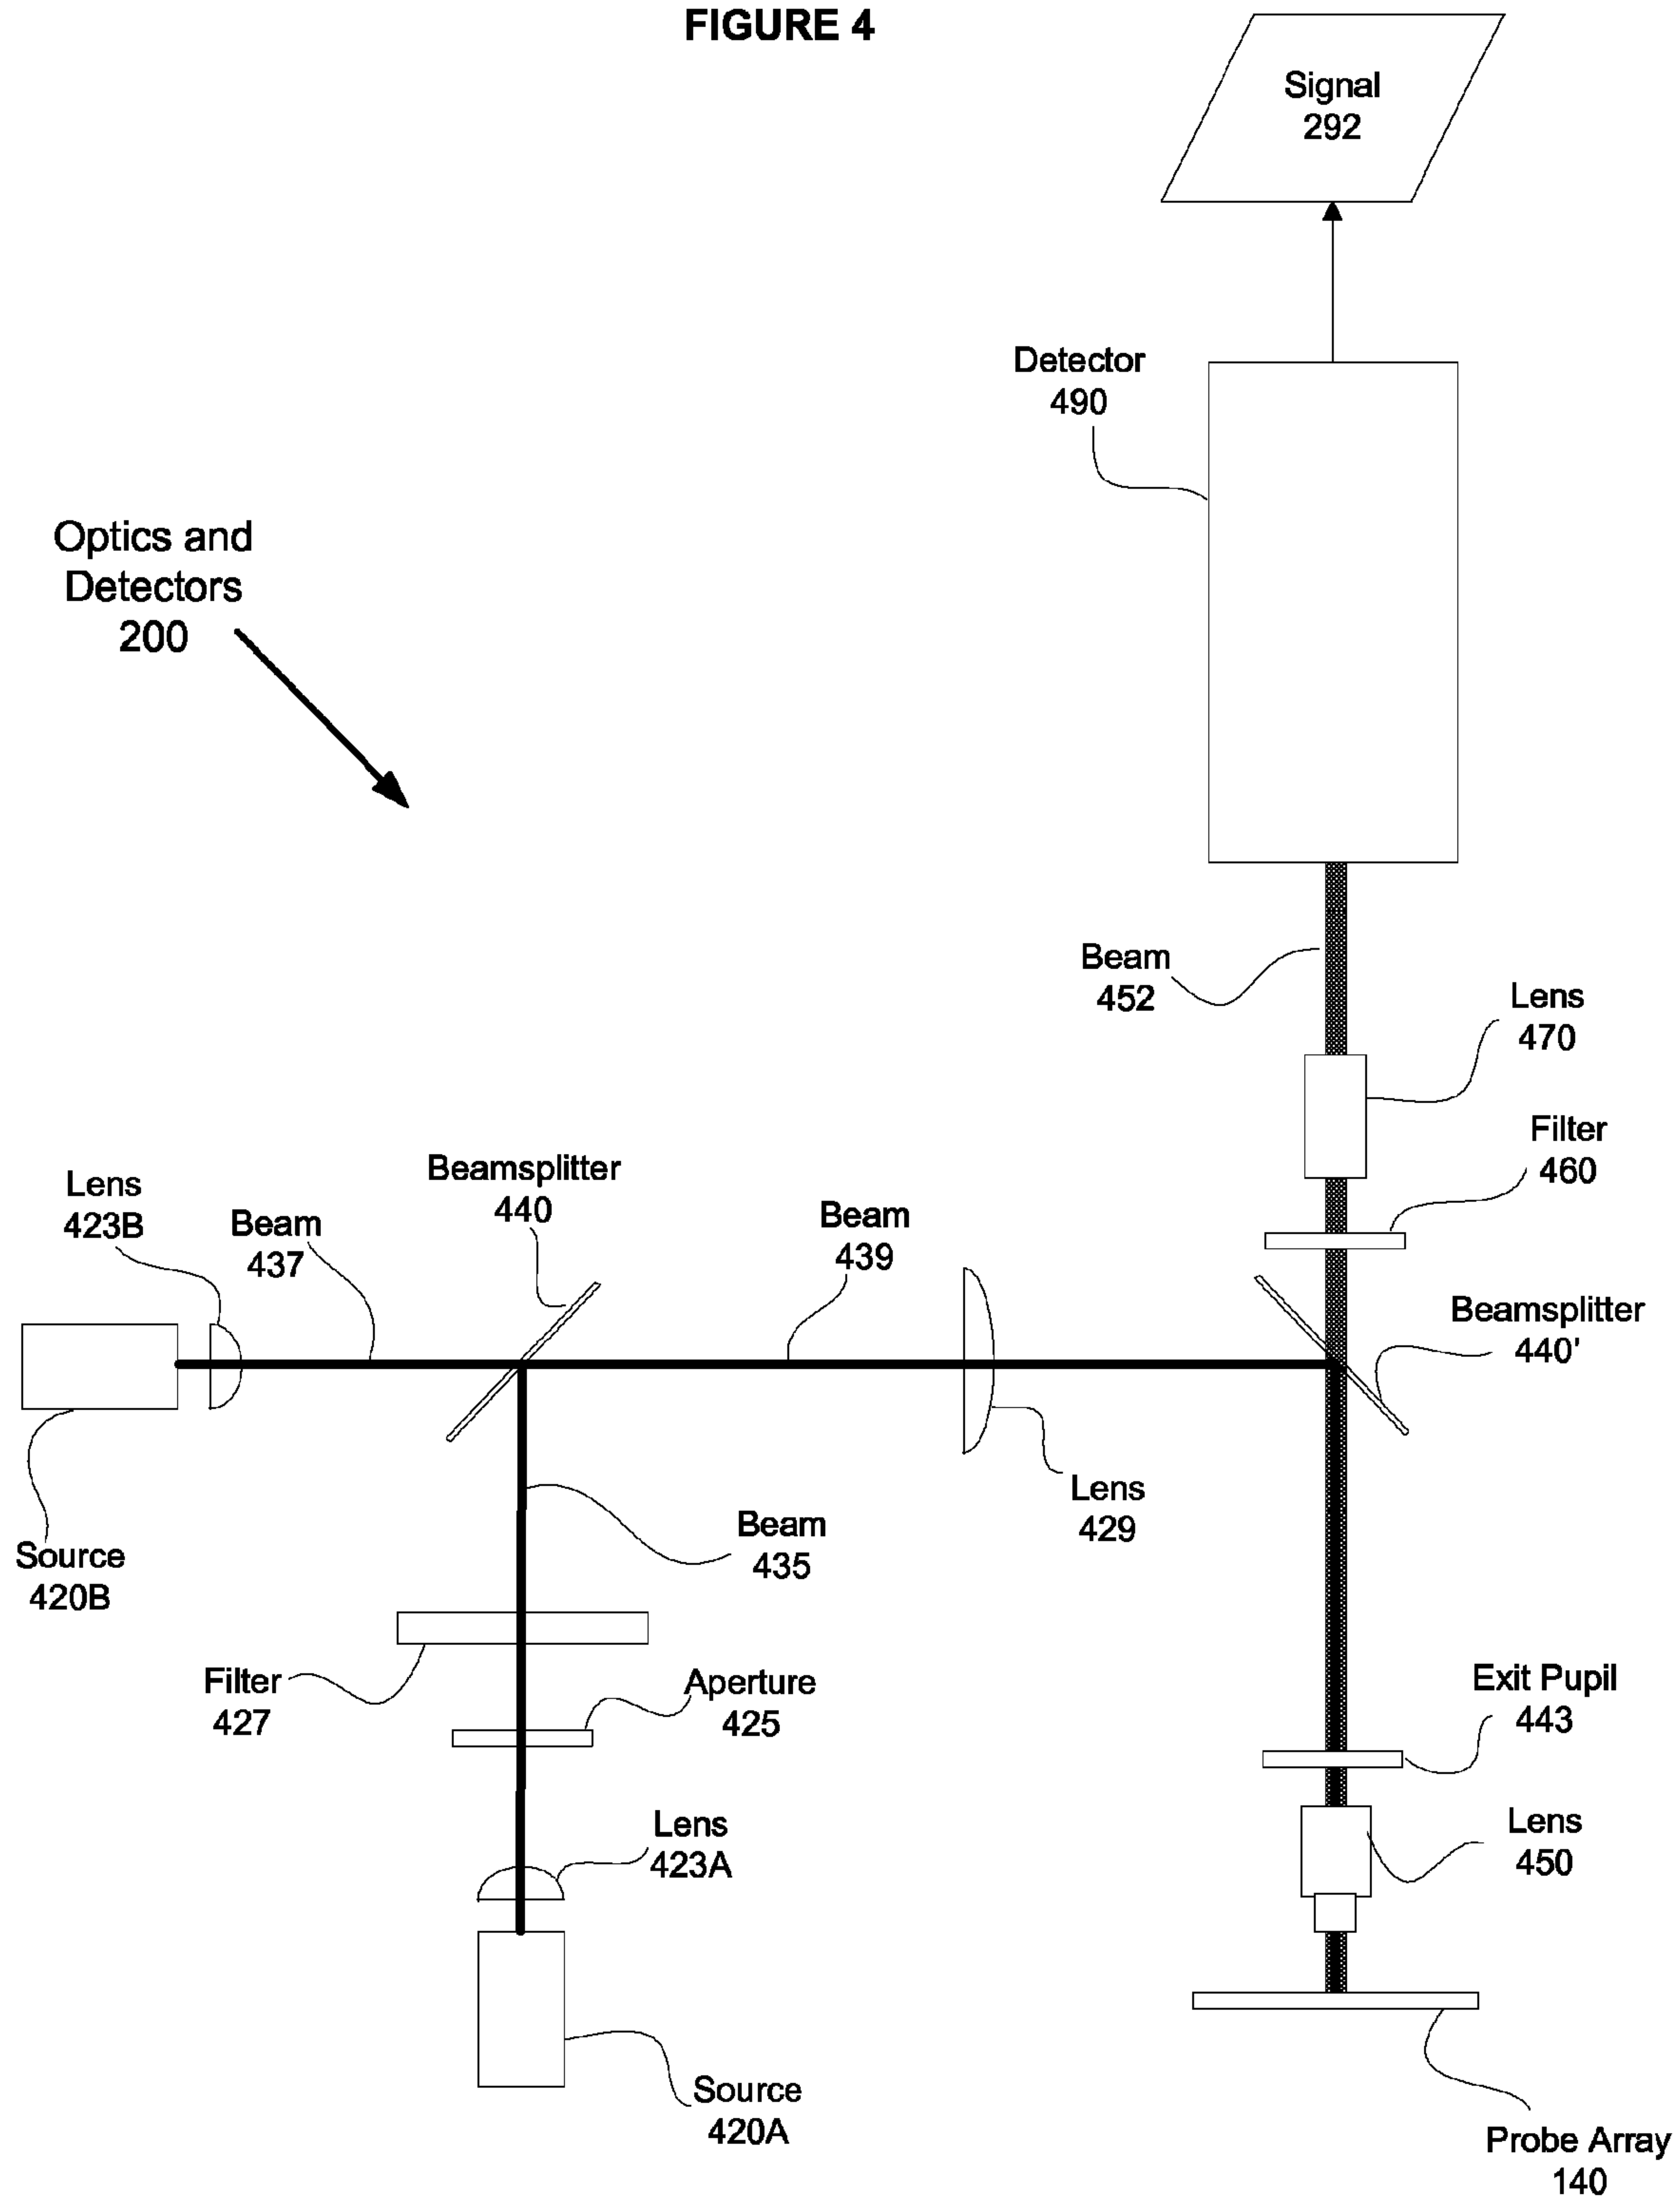 FIGURE 4
Signal
292
Detector
490
Optics and
Detectors
200
Beam
452
Lens
470
Filter
460
Beamsplitter
440
Lens
423B
Beam
437
Beam
439
Beamsplitter
440'
Lens
429
Beam
435
Source
420B
Filter
427
Aperture
425
Exit Pupil
443
Lens
423A
Lens
450
Source
420A
Probe Array
140